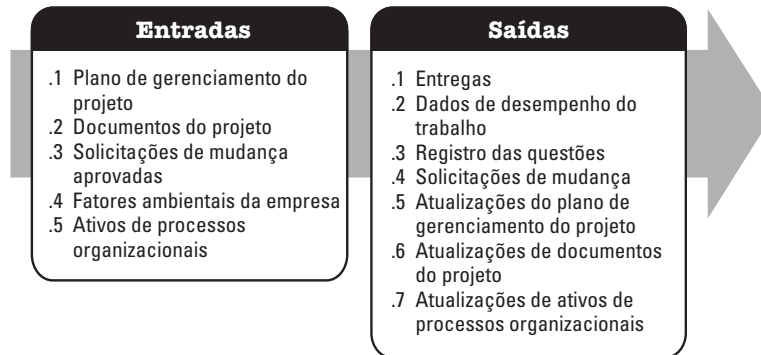 Entradas
.1 Plano de gerenciamento do
projeto
.2 Documentos do projeto
.3 Solicitações de mudança
aprovadas
.4 Fatores ambientais da empresa
.5 Ativos de processos
organizacionais
Saídas
.1 Entregas
.2 Dados de desempenho do
trabalho
.3 Registro das questões
.4 Solicitações de mudança
.5 Atualizações do plano de
gerenciamento do projeto
.6 Atualizações de documentos
do projeto
.7 Atualizações de ativos de
processos organizacionais